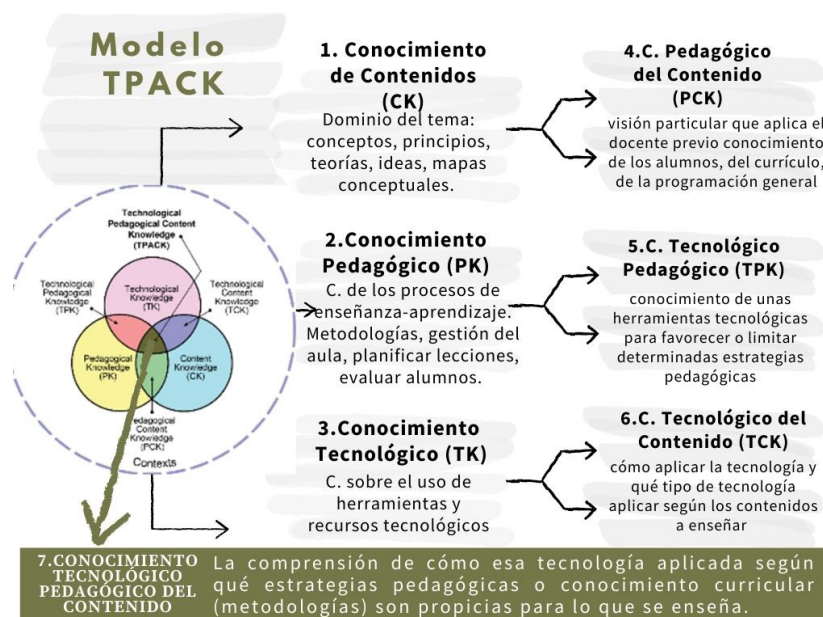 Modelo
TPACK
1. Conocimiento
de Contenidos
(CK)
Dominio del tema:
conceptos, principios,
teorías, ideas, mapas
conceptuales.
4.C. Pedagógico
del Contenido
(PCK)
visión particular que aplica el
docente previo conocimiento
de los alumnos, del currículo,
de la programación general
2.Conocimiento
Pedagógico (PK)
C. de los procesos de
enseñanza-aprendizaje.
Metodologías, gestión del
aula, planificar lecciones,
evaluar alumnos.
5.C. Tecnológico
Pedagógico (TPK)
conocimiento de unas
herramientas tecnológicas
para favorecer o limitar
determinadas estrategias
pedagógicas
3.Conocimiento
Tecnológico (TK)
C. sobre el uso de
herramientas y
recursos tecnológicos
6.C. Tecnológico del
Contenido (TCK)
cómo aplicar la tecnología y
qué tipo de tecnología
aplicar según los contenidos
a enseñar
Technological
Pedagogical Content
Knowledge
(TPACK)
Technological
Pedagogical
Knowledge
(TPK)
Technological
Knowledge
(TK)
Technological
Content
Knowledge
(TCK)
Pedagogical
Knowledge
(PK)
Content
Knowledge
(CK)
Pedagogical
Content
Knowledge
(PCK)
Contexts
7.CONOCIMIENTO
TECNOLÓGICO
PEDAGÓGICO DEL
CONTENIDO
La comprensión de cómo esa tecnología aplicada según
qué estrategias pedagógicas o conocimiento curricular
(metodologías) son propicias para lo que se enseña.